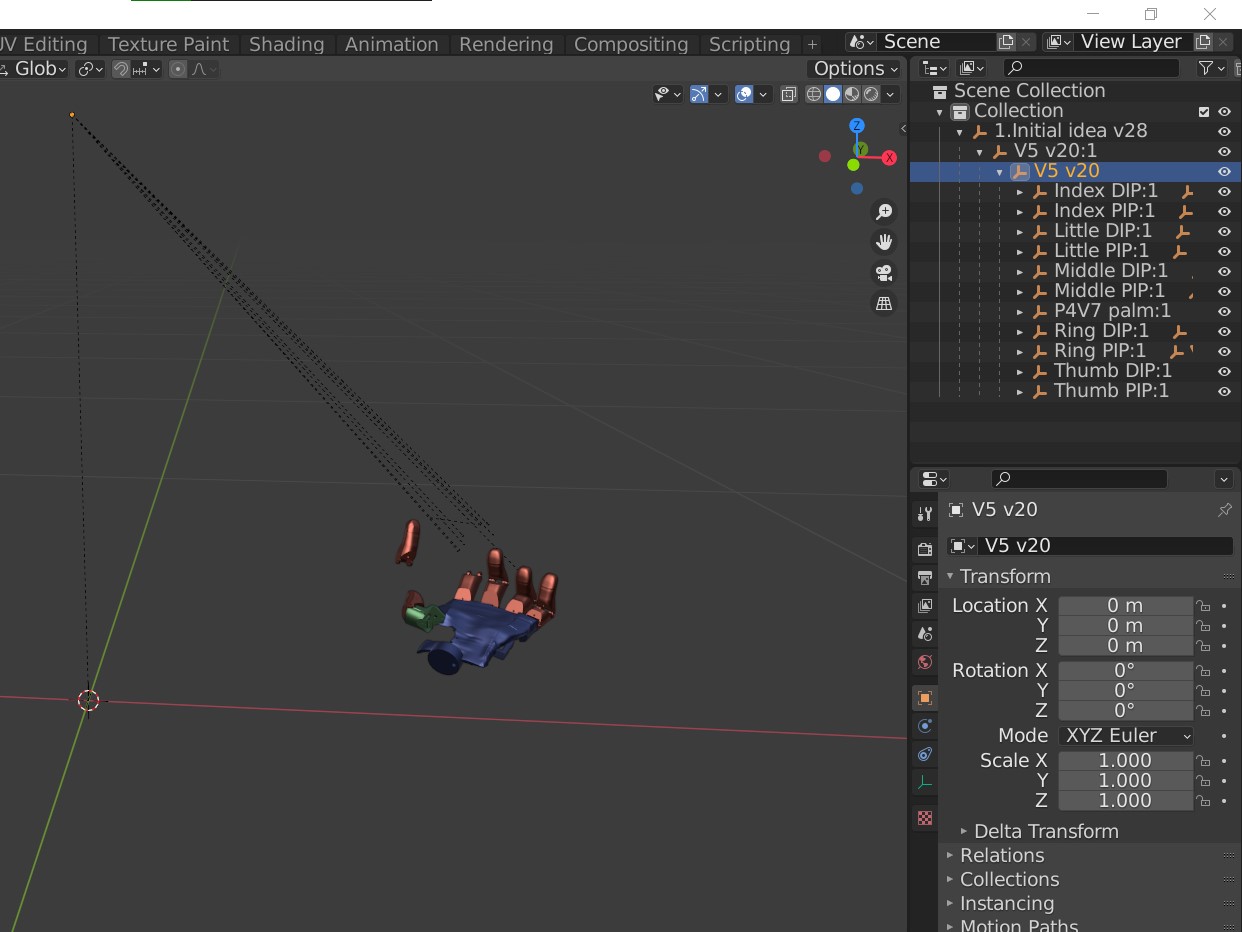 UV Editing Texture Paint Shading Animation Rendering Compositing Scripting + Scene View Layer
Glob Options
Scene Collection
Collection
1.Initial idea v28
V5 v20:1
V5 v20
Index DIP:1
Index PIP:1
Little DIP:1
Little PIP:1
Middle DIP:1
Middle PIP:1
P4V7 palm:1
Ring DIP:1
Ring PIP:1
Thumb DIP:1
Thumb PIP:1
Z
Y
X
V5 v20
V5 v20
Transform
Location X 0 m
Y 0 m
Z 0 m
Rotation X 0°
Y 0°
Z 0°
Mode XYZ Euler
Scale X 1.000
Y 1.000
Z 1.000
Delta Transform
Relations
Collections
Instancing
Motion Paths